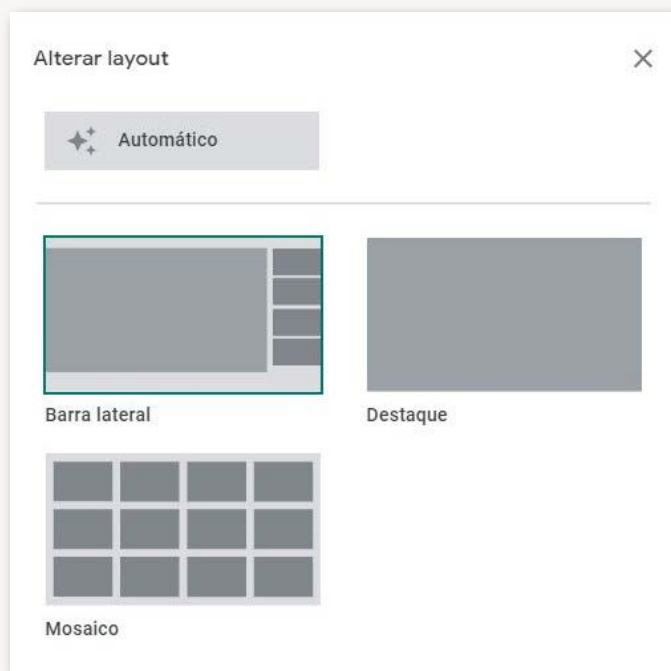 Alterar layout
Automático
Barra lateral
Destaque
Mosaico